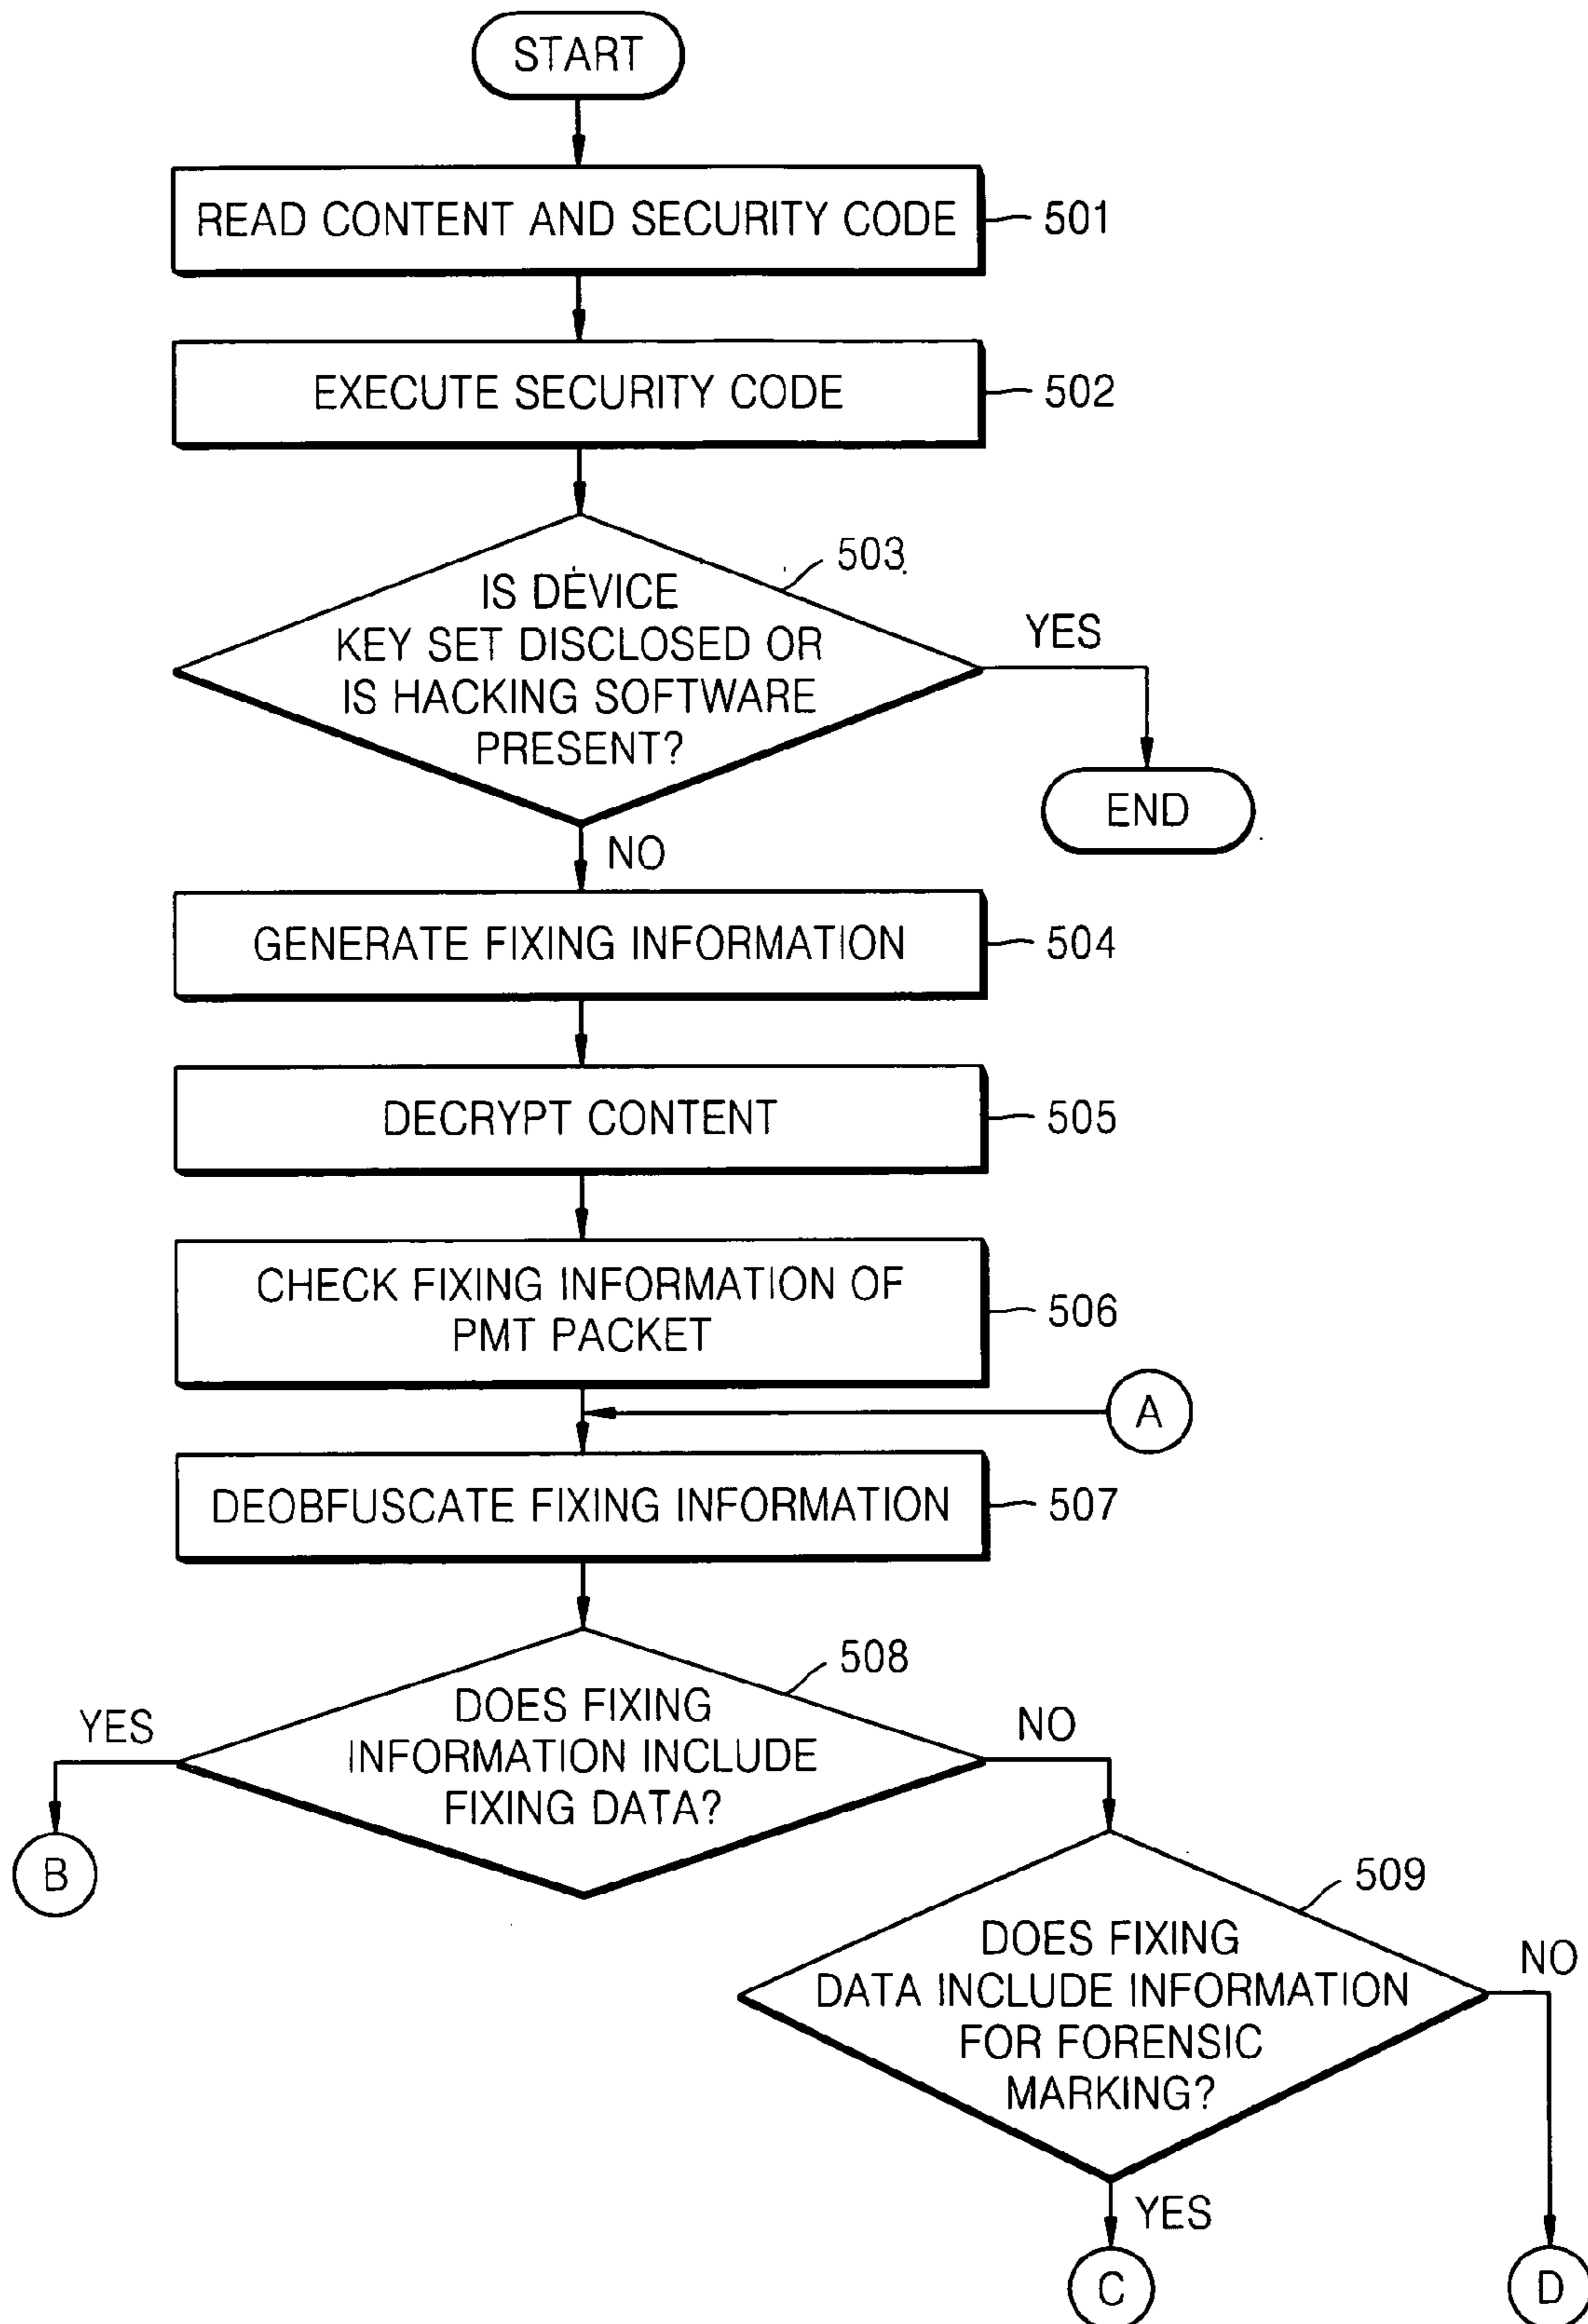 START
READ CONTENT AND SECURITY CODE
501
EXECUTE SECURITY CODE
502
503
IS DEVICE
KEY SET DISCLOSED OR
IS HACKING SOFTWARE
PRESENT?
YES
END
NO
GENERATE FIXING INFORMATION
504
DECRYPT CONTENT
505
CHECK FIXING INFORMATION OF
PMT PACKET
506
A
DEOBFUSCATE FIXING INFORMATION
507
508
DOES FIXING
INFORMATION INCLUDE
FIXING DATA?
YES
NO
B
509
DOES FIXING
DATA INCLUDE INFORMATION
FOR FORENSIC
MARKING?
NO
YES
C
D